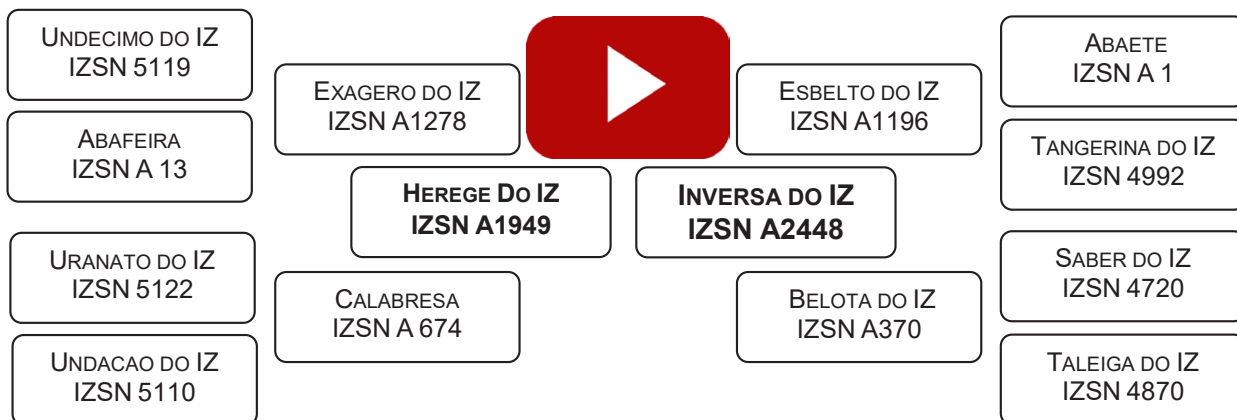 UNDECIMO DO IZ
IZSN 5119
ABAFEIRA
IZSN A 13
EXAGERO DO IZ
IZSN A1278
HEREGE DO IZ
IZSN A1949
URANATO DO IZ
IZSN 5122
UNDACAO DO IZ
IZSN 5110
CALABRESA
IZSN A 674
ESBELTO DO IZ
IZSN A1196
INVERSA DO IZ
IZSN A2448
BELOTA DO IZ
IZSN A370
ABAETE
IZSN A 1
TANGERINA DO IZ
IZSN 4992
SABER DO IZ
IZSN 4720
TALEIGA DO IZ
IZSN 4870